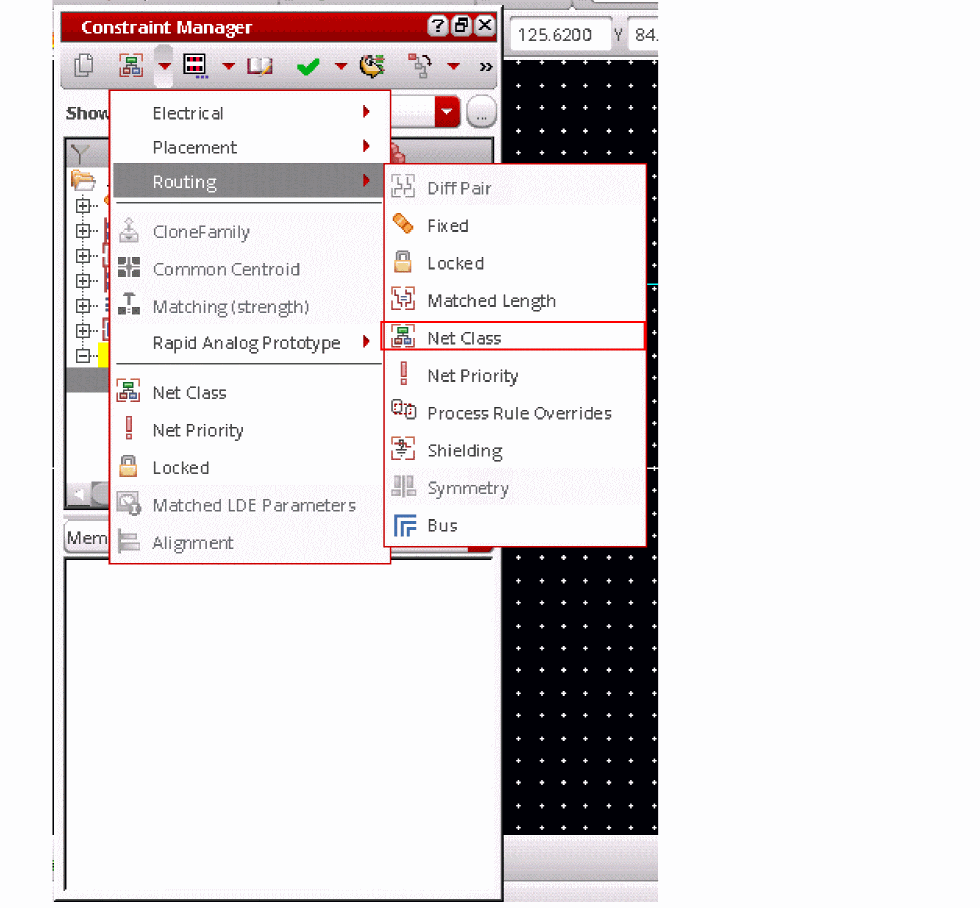 Constraint Manager
125.6200 Y 84.
Show
Electrical
Placement
Routing
CloneFamily
Common Centroid
Matching (strength)
Rapid Analog Prototype
Net Class
Net Priority
Locked
Matched LDE Parameters
Alignment
Diff Pair
Fixed
Locked
Matched Length
Net Class
Net Priority
Process Rule Overrides
Shielding
Symmetry
Bus
Mem